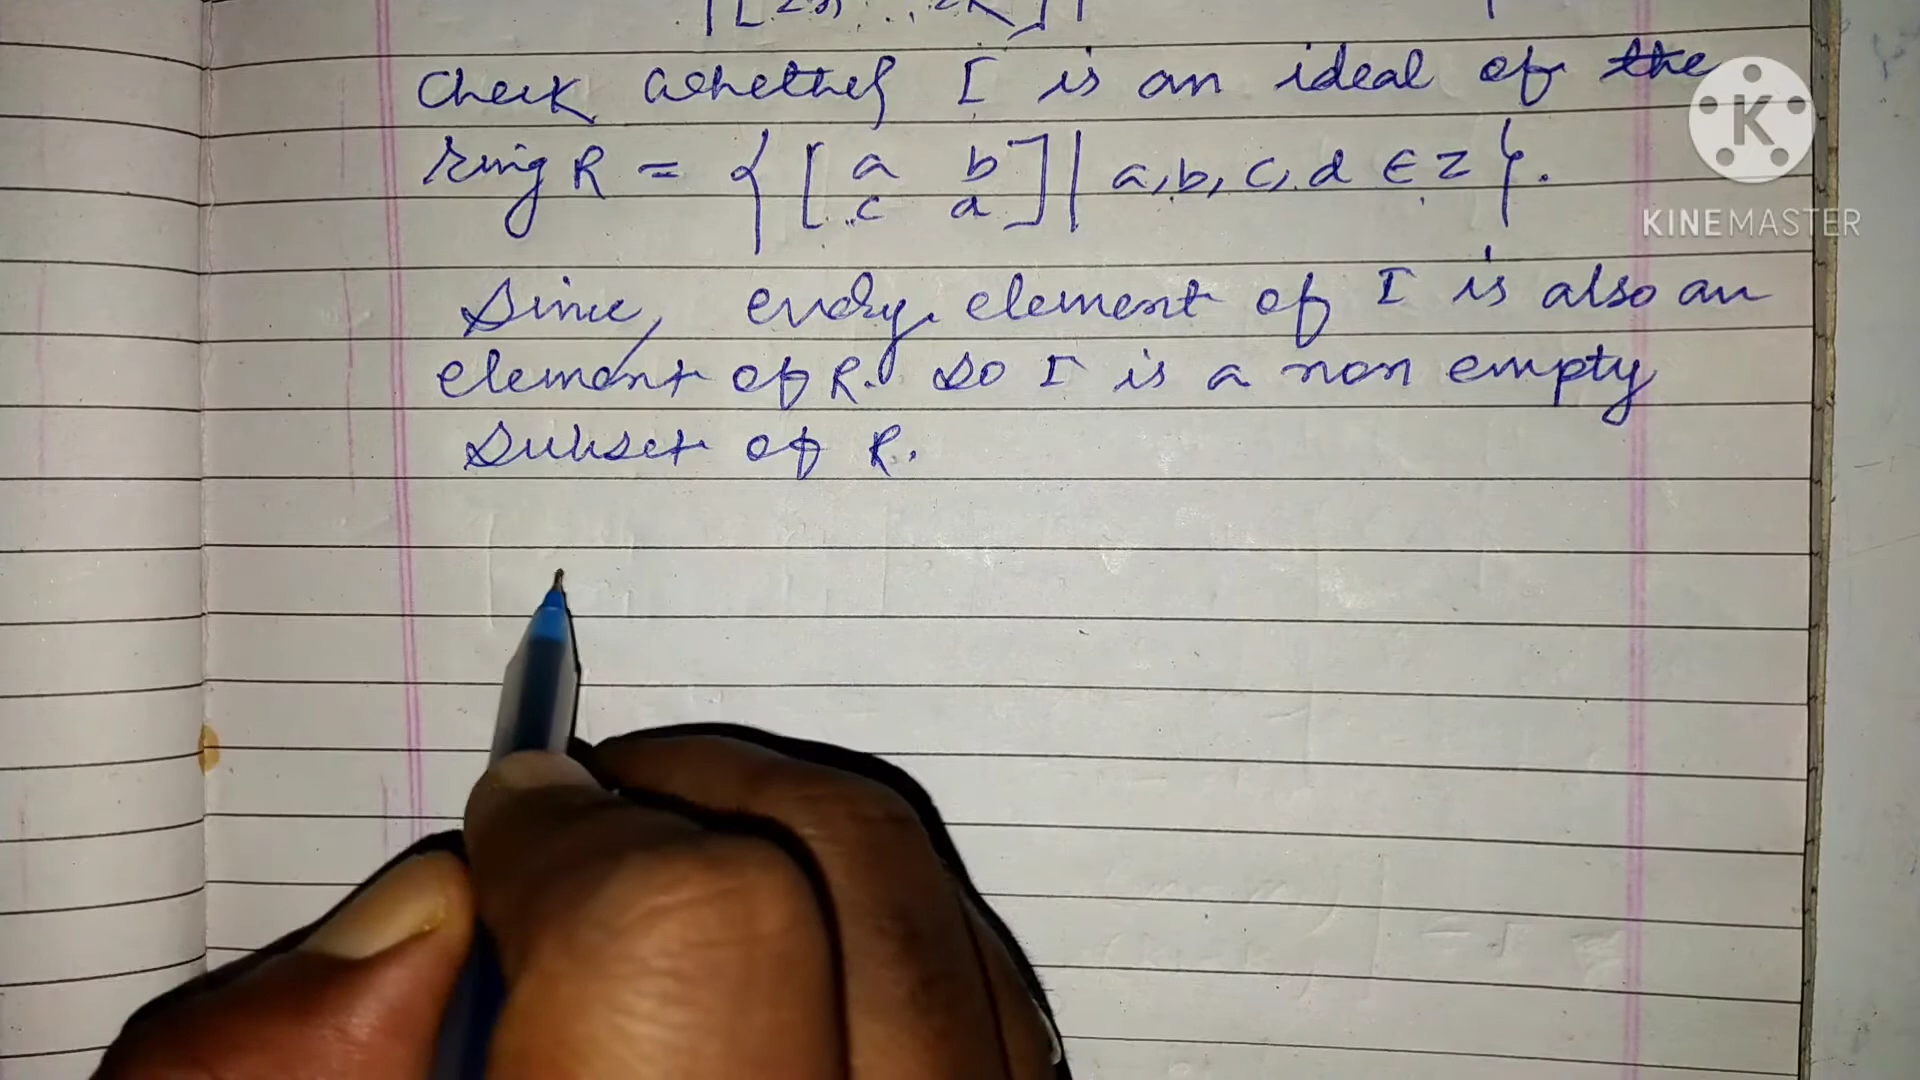 Check whether I is an ideal of the
ring R = { [ a b
c d ] | a, b, c, d ∈ Z }.
Since, every element of I is also an
element of R. So I is a non empty
subset of R.
K
KINEMASTER